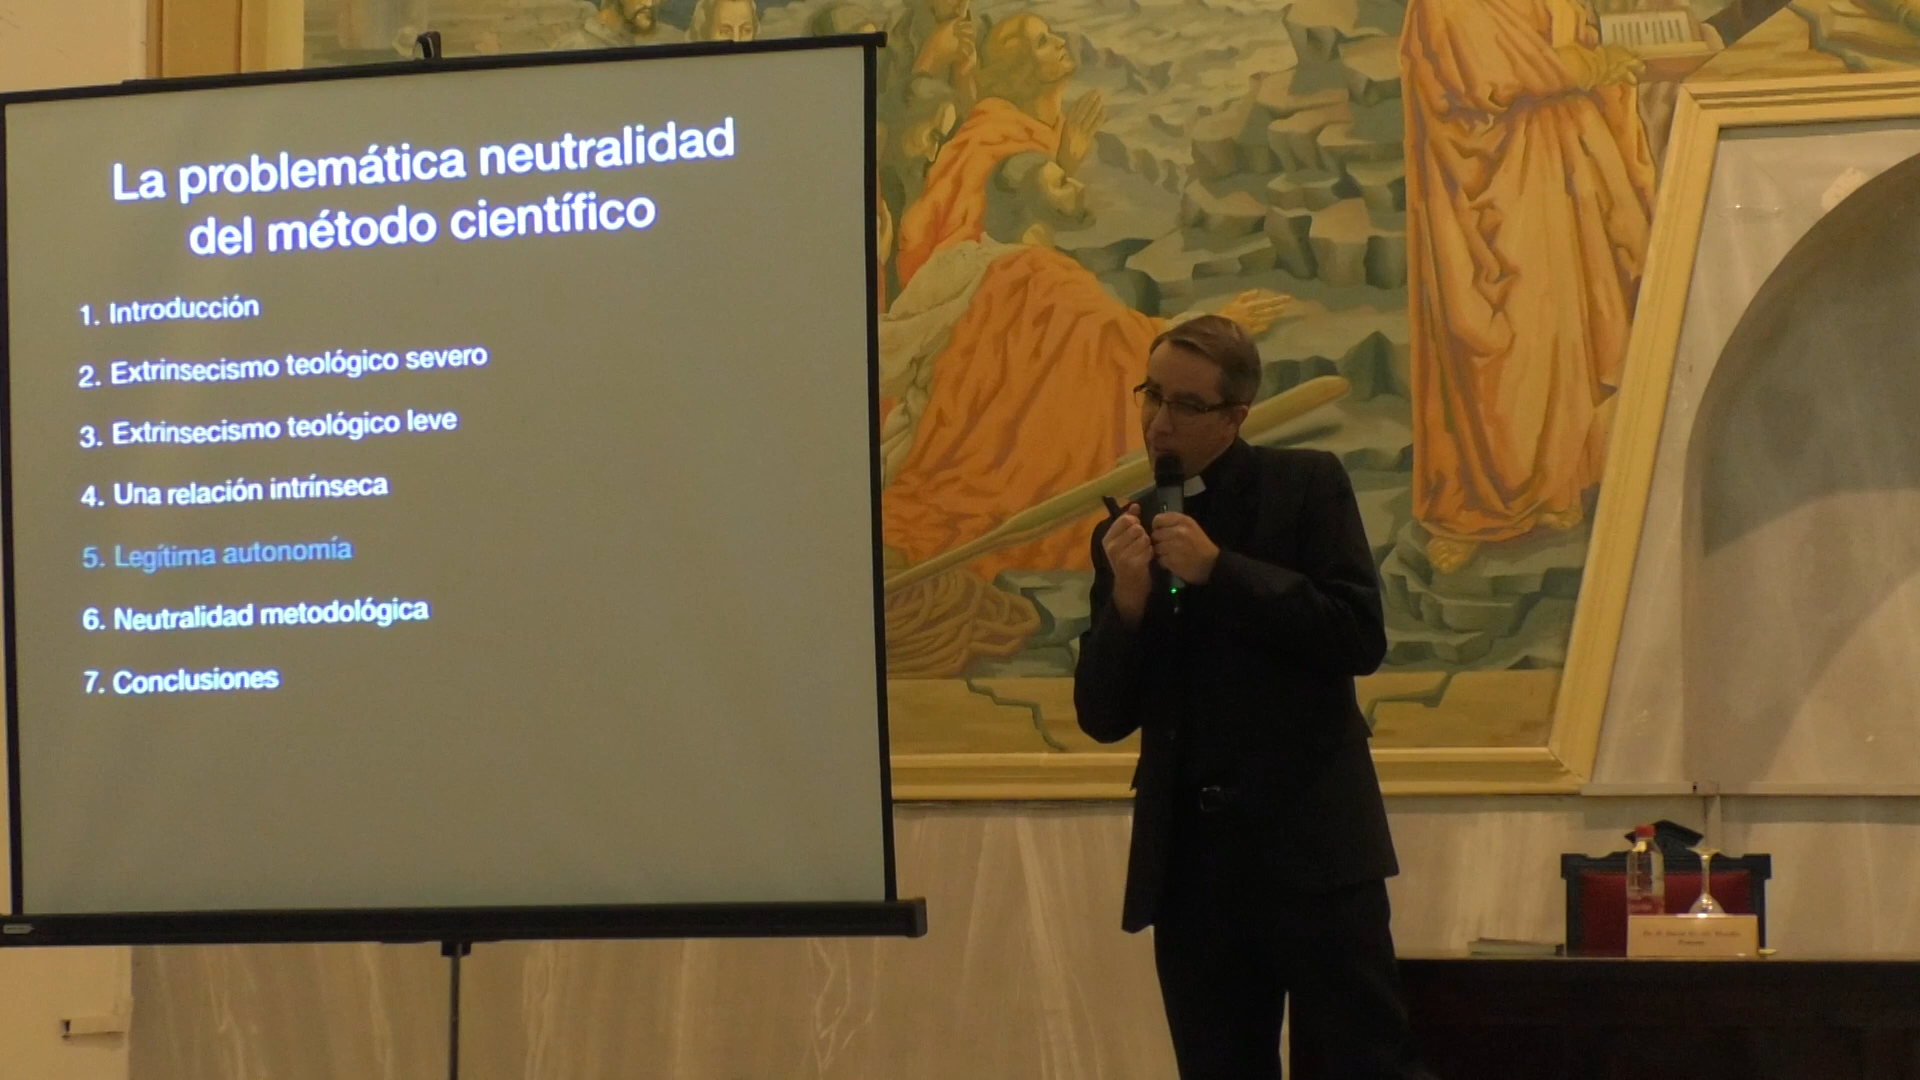 La problemática neutralidad
del método científico
1. Introducción
2. Extrinsecismo teológico severo
3. Extrinsecismo teológico leve
4. Una relación intrínseca
5. Legítima autonomía
6. Neutralidad metodológica
7. Conclusiones